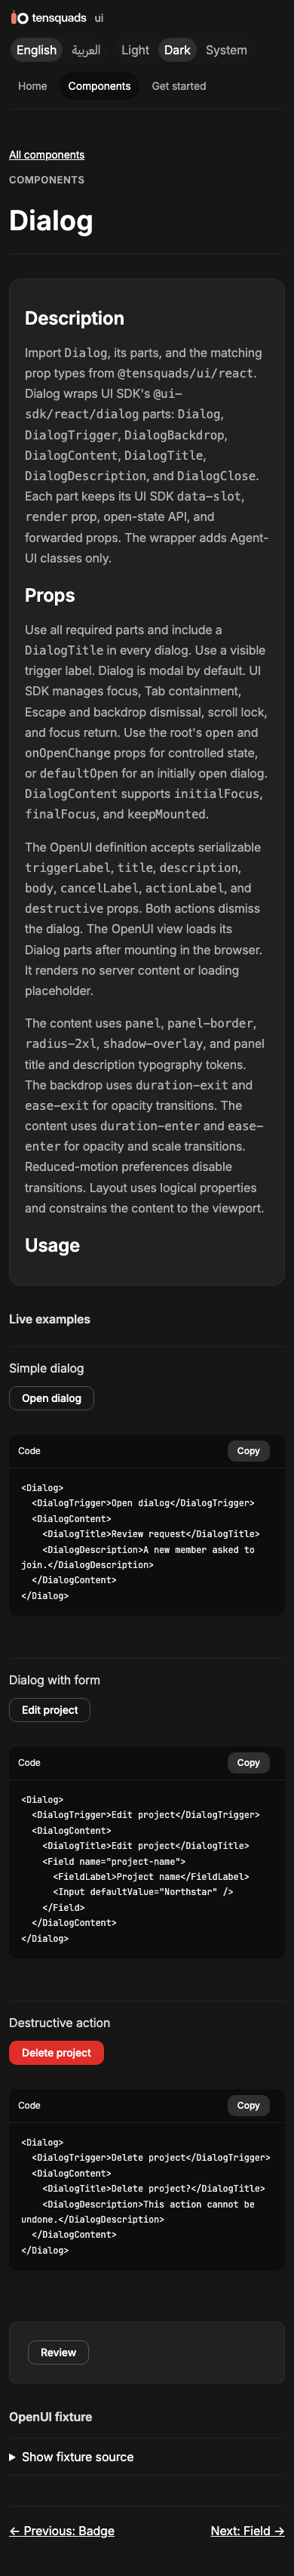 tensquads ui
English العربية Light Dark System
Home Components Get started
All components
COMPONENTS
Dialog
Description
Import Dialog, its parts, and the matching
prop types from @tensquads/ui/react.
Dialog wraps UI SDK's @ui-
sdk/react/dialog parts: Dialog,
DialogTrigger, DialogBackdrop,
DialogContent, DialogTitle,
DialogDescription, and DialogClose.
Each part keeps its UI SDK data-slot,
render prop, open-state API, and
forwarded props. The wrapper adds Agent-
UI classes only.
Props
Use all required parts and include a
DialogTitle in every dialog. Use a visible
trigger label. Dialog is modal by default. UI
SDK manages focus, Tab containment,
Escape and backdrop dismissal, scroll lock,
and focus return. Use the root's open and
onOpenChange props for controlled state,
or defaultOpen for an initially open dialog.
DialogContent supports initialFocus,
finalFocus, and keepMounted.
The OpenUI definition accepts serializable
triggerLabel, title, description,
body, cancelLabel, actionLabel, and
destructive props. Both actions dismiss
the dialog. The OpenUI view loads its
Dialog parts after mounting in the browser.
It renders no server content or loading
placeholder.
The content uses panel, panel-border,
radius-2xl, shadow-overlay, and panel
title and description typography tokens.
The backdrop uses duration-exit and
ease-exit for opacity transitions. The
content uses duration-enter and ease-
enter for opacity and scale transitions.
Reduced-motion preferences disable
transitions. Layout uses logical properties
and constrains the content to the viewport.
Usage
Live examples
Simple dialog
Open dialog
Code Copy
<Dialog>
<DialogTrigger>Open dialog</DialogTrigger>
<DialogContent>
<DialogTitle>Review request</DialogTitle>
<DialogDescription>A new member asked to
join.</DialogDescription>
</DialogContent>
</Dialog>
Dialog with form
Edit project
Code Copy
<Dialog>
<DialogTrigger>Edit project</DialogTrigger>
<DialogContent>
<DialogTitle>Edit project</DialogTitle>
<Field name="project-name">
<FieldLabel>Project name</FieldLabel>
<Input defaultValue="Northstar" />
</Field>
</DialogContent>
</Dialog>
Destructive action
Delete project
Code Copy
<Dialog>
<DialogTrigger>Delete project</DialogTrigger>
<DialogContent>
<DialogTitle>Delete project?</DialogTitle>
<DialogDescription>This action cannot be
undone.</DialogDescription>
</DialogContent>
</Dialog>
Review
OpenUI fixture
▶ Show fixture source
← Previous: Badge Next: Field →